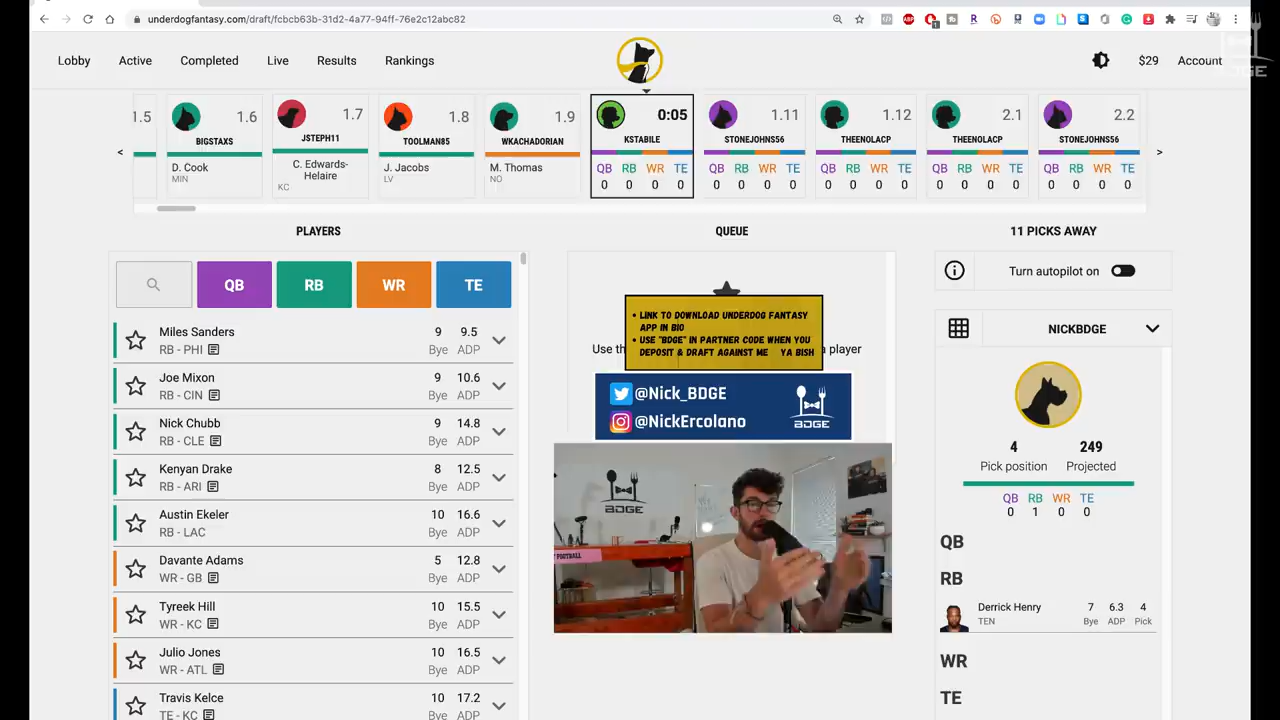 underdogfantasy.com/draft/fcbcb63b-31d2-4a77-94ff-76e2c12abc82
Lobby
Active
Completed
Live
Results
Rankings
$29
Account
BDGE
1.5
1.6
BIGSTAXS
D. Cook
MIN
1.7
JSTEPH11
C. Edwards-
Helaire
KC
1.8
TOOLMAN85
J. Jacobs
LV
1.9
WKACHADORIAN
M. Thomas
NO
0:05
KSTABILE
QB RB WR TE
0 0 0 0
1.11
STONEJOHNS56
QB RB WR TE
0 0 0 0
1.12
THEENOLACP
QB RB WR TE
0 0 0 0
2.1
THEENOLACP
QB RB WR TE
0 0 0 0
2.2
STONEJOHNS56
QB RB WR TE
0 0 0 0
<
>
PLAYERS
QB
RB
WR
TE
Miles Sanders 9 9.5
RB - PHI Bye ADP
Joe Mixon 9 10.6
RB - CIN Bye ADP
Nick Chubb 9 14.8
RB - CLE Bye ADP
Kenyan Drake 8 12.5
RB - ARI Bye ADP
Austin Ekeler 10 16.6
RB - LAC Bye ADP
Davante Adams 5 12.8
WR - GB Bye ADP
Tyreek Hill 10 15.5
WR - KC Bye ADP
Julio Jones 10 16.5
WR - ATL Bye ADP
Travis Kelce 10 17.2
TE - KC Bye ADP
QUEUE
• LINK TO DOWNLOAD UNDERDOG FANTASY
APP IN BIO
• USE "BDGE" IN PARTNER CODE WHEN YOU
DEPOSIT & DRAFT AGAINST ME YA BISH
Use th
a player
@Nick_BDGE
@NickErcolano
BDGE
BDGE
FOOTBALL
11 PICKS AWAY
Turn autopilot on
NICKBDGE
4 249
Pick position Projected
QB RB WR TE
0 1 0 0
QB
RB
Derrick Henry 7 6.3 4
TEN Bye ADP Pick
WR
TE